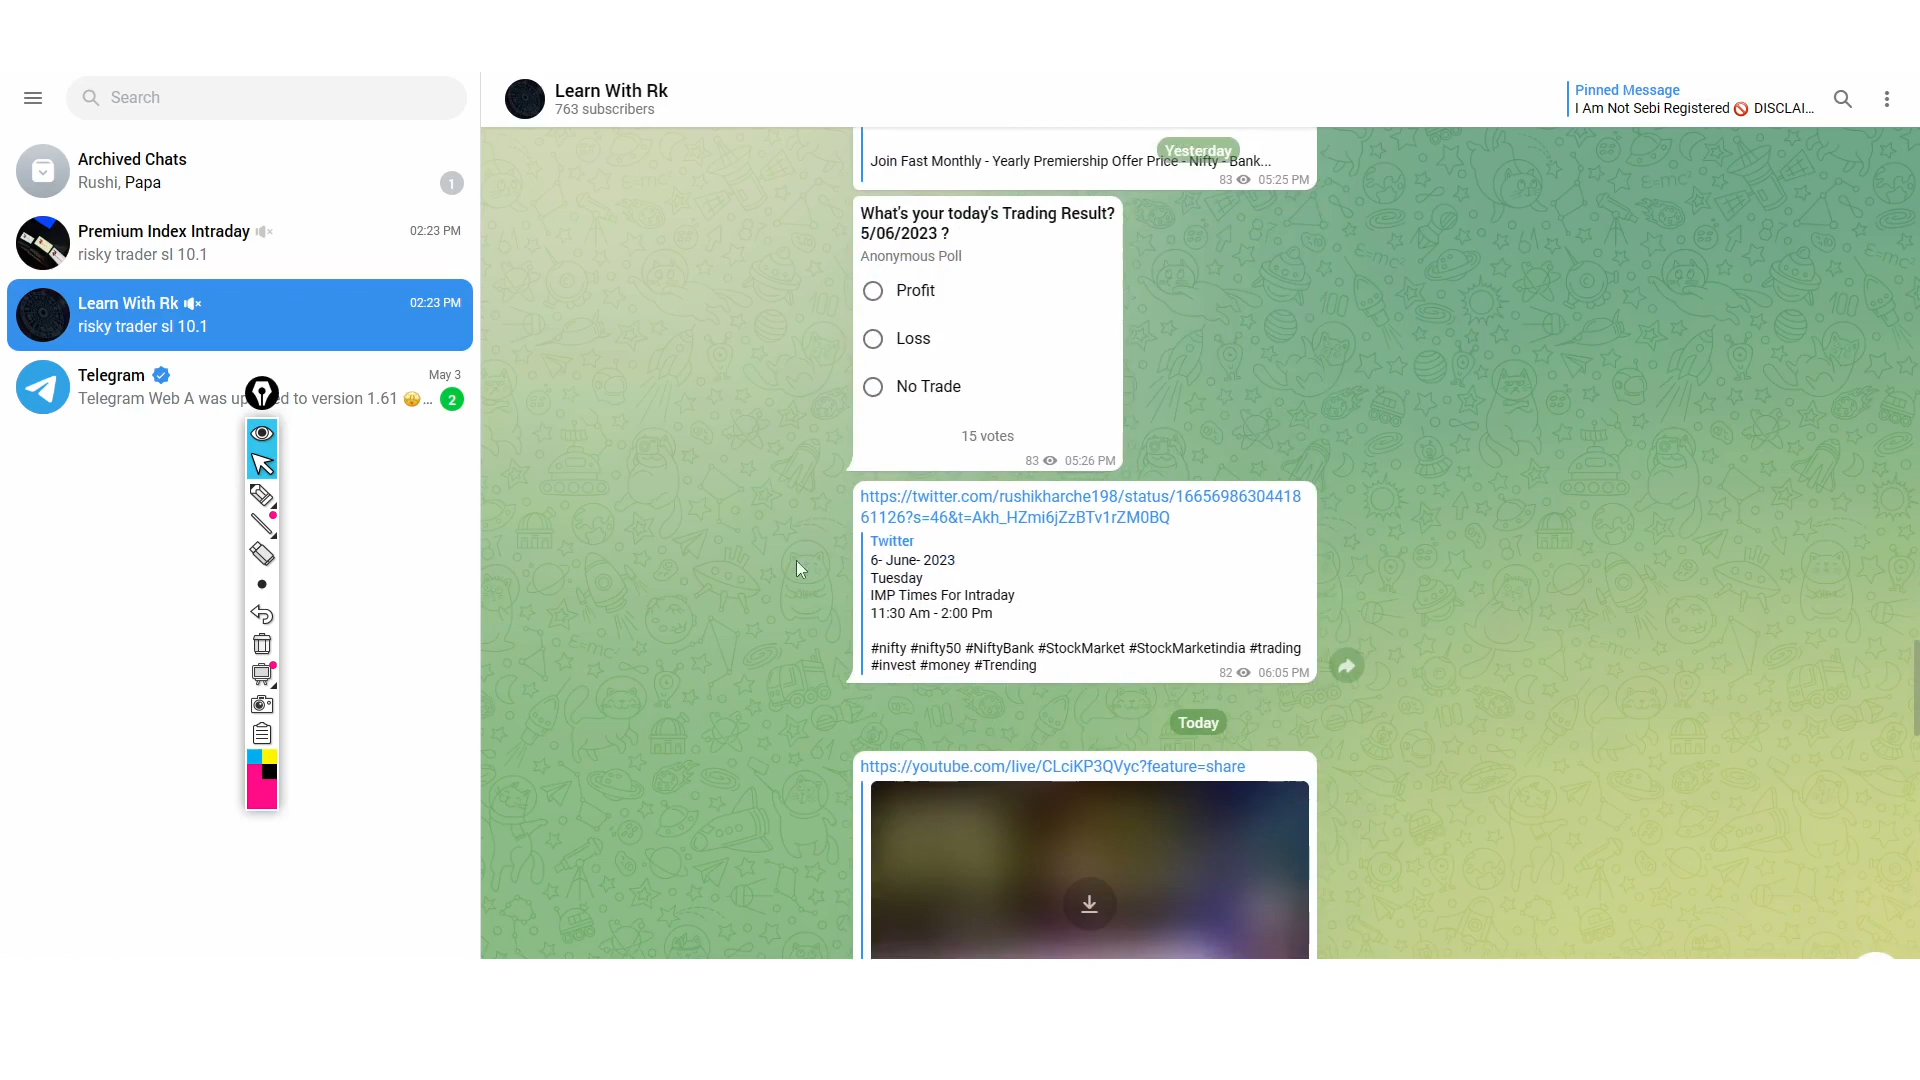 Search
Archived Chats
Rushi, Papa
1
Premium Index Intraday
02:23 PM
risky trader sl 10.1
Learn With Rk
02:23 PM
risky trader sl 10.1
Telegram
May 3
Telegram Web A was up ed to version 1.61 🫣...
2
Learn With Rk
763 subscribers
Pinned Message
I Am Not Sebi Registered 🚫 DISCLAI...
Yesterday
Join Fast Monthly - Yearly Premiership Offer Price - Nifty - Bank...
83 05:25 PM
What's your today's Trading Result?
5/06/2023 ?
Anonymous Poll
Profit
Loss
No Trade
15 votes
83 05:26 PM
https://twitter.com/rushikharche198/status/16656986304418
61126?s=46&t=Akh_HZmi6jZzBTv1rZM0BQ
Twitter
6- June- 2023
Tuesday
IMP Times For Intraday
11:30 Am - 2:00 Pm
#nifty #nifty50 #NiftyBank #StockMarket #StockMarketindia #trading
#invest #money #Trending
82 06:05 PM
Today
https://youtube.com/live/CLciKP3QVyc?feature=share